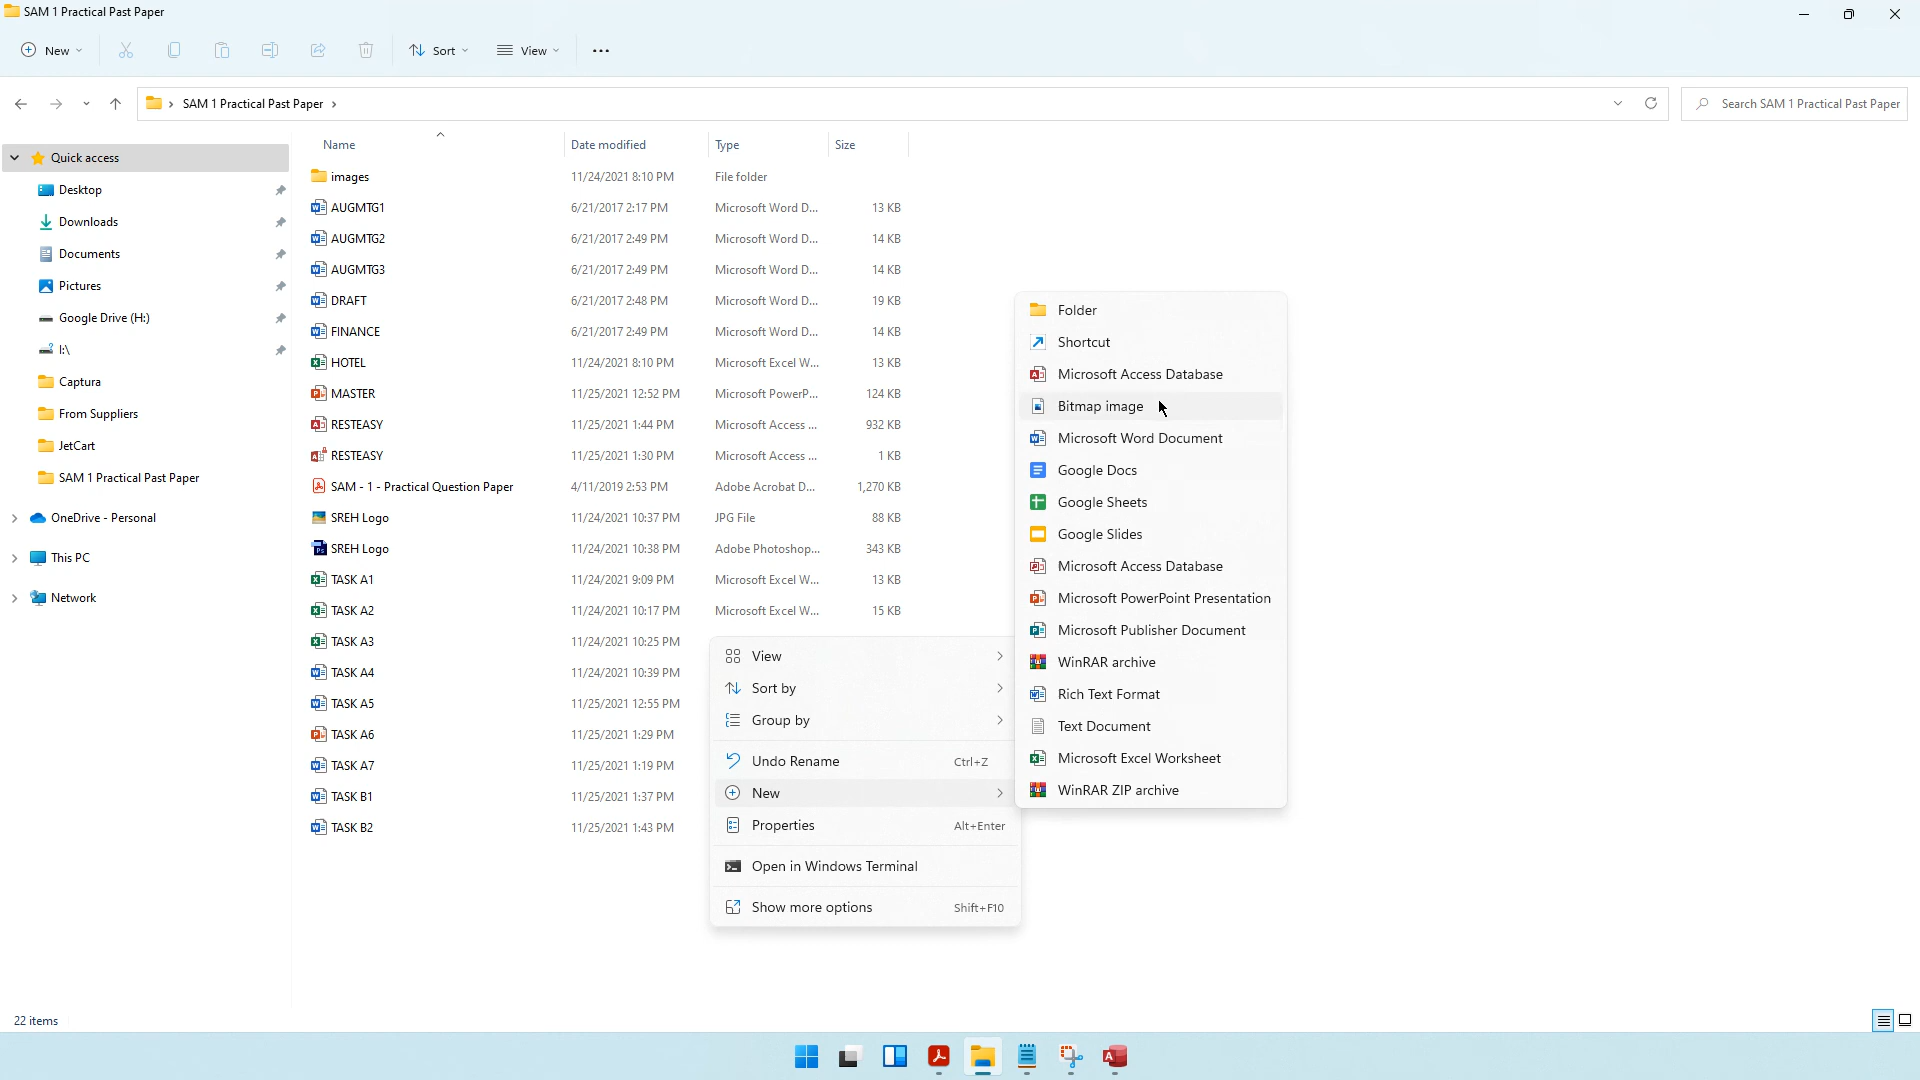 SAM 1 Practical Past Paper
New
Sort
View
SAM 1 Practical Past Paper
Search SAM 1 Practical Past Paper
Name Date modified Type Size
Quick access
Desktop
Downloads
Documents
Pictures
Google Drive (H:)
I:\
Captura
From Suppliers
JetCart
SAM 1 Practical Past Paper
OneDrive - Personal
This PC
Network
images 11/24/2021 8:10 PM File folder
AUGMTG1 6/21/2017 2:17 PM Microsoft Word D... 13 KB
AUGMTG2 6/21/2017 2:49 PM Microsoft Word D... 14 KB
AUGMTG3 6/21/2017 2:49 PM Microsoft Word D... 14 KB
DRAFT 6/21/2017 2:48 PM Microsoft Word D... 19 KB
FINANCE 6/21/2017 2:49 PM Microsoft Word D... 14 KB
HOTEL 11/24/2021 8:10 PM Microsoft Excel W... 13 KB
MASTER 11/25/2021 12:52 PM Microsoft PowerP... 124 KB
RESTEASY 11/25/2021 1:44 PM Microsoft Access ... 932 KB
RESTEASY 11/25/2021 1:30 PM Microsoft Access ... 1 KB
SAM - 1 - Practical Question Paper 4/11/2019 2:53 PM Adobe Acrobat D... 1,270 KB
SREH Logo 11/24/2021 10:37 PM JPG File 88 KB
SREH Logo 11/24/2021 10:38 PM Adobe Photoshop... 343 KB
TASK A1 11/24/2021 9:09 PM Microsoft Excel W... 13 KB
TASK A2 11/24/2021 10:17 PM Microsoft Excel W... 15 KB
TASK A3 11/24/2021 10:25 PM
TASK A4 11/24/2021 10:39 PM
TASK A5 11/25/2021 12:55 PM
TASK A6 11/25/2021 1:29 PM
TASK A7 11/25/2021 1:19 PM
TASK B1 11/25/2021 1:37 PM
TASK B2 11/25/2021 1:43 PM
View
Sort by
Group by
Undo Rename Ctrl+Z
New
Properties Alt+Enter
Open in Windows Terminal
Show more options Shift+F10
Folder
Shortcut
Microsoft Access Database
Bitmap image
Microsoft Word Document
Google Docs
Google Sheets
Google Slides
Microsoft Access Database
Microsoft PowerPoint Presentation
Microsoft Publisher Document
WinRAR archive
Rich Text Format
Text Document
Microsoft Excel Worksheet
WinRAR ZIP archive
22 items